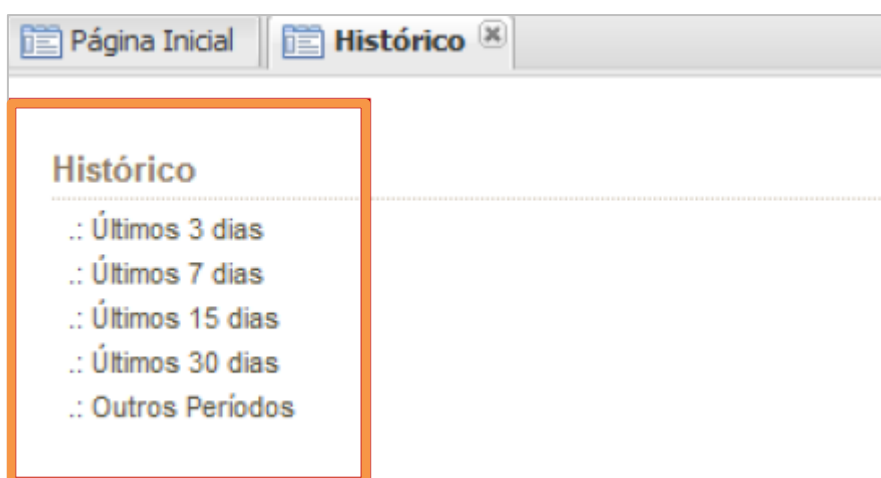 Página Inicial
Histórico
Histórico
.: Últimos 3 dias
.: Últimos 7 dias
.: Últimos 15 dias
.: Últimos 30 dias
.: Outros Períodos